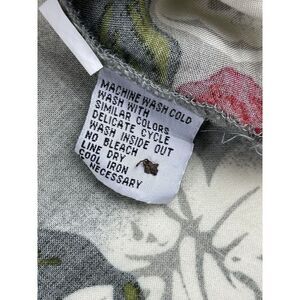 MACHINE WASH COLD
WASH WITH
SIMILAR COLORS
DELICATE CYCLE
WASH INSIDE OUT
NO BLEACH
LINE DRY
COOL IRON
NECESSARY